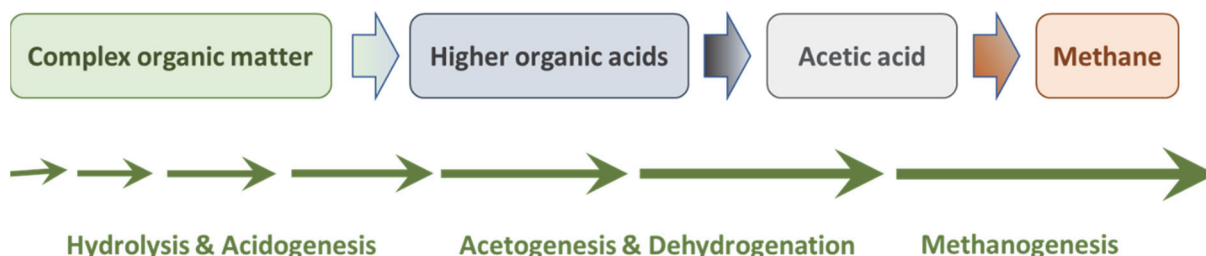 Complex organic matter
Higher organic acids
Acetic acid
Methane
Hydrolysis & Acidogenesis
Acetogenesis & Dehydrogenation
Methanogenesis